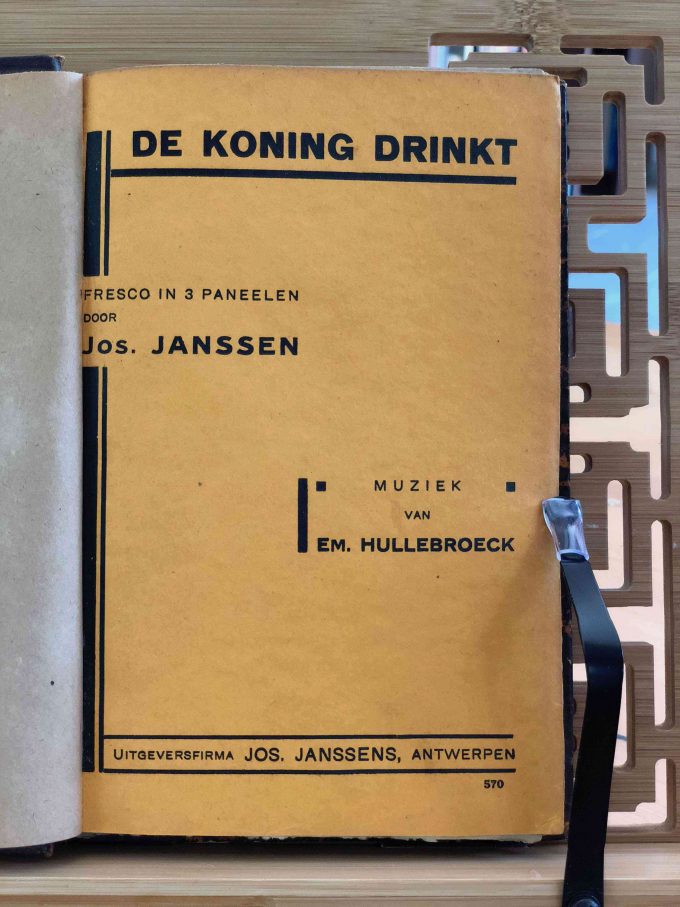 DE KONING DRINKT
FRESCO IN 3 PANEELEN
DOOR
Jos. JANSSEN
MUZIEK
VAN
EM. HULLEBROECK
UITGEVERSFIRMA JOS. JANSSENS, ANTWERPEN
570